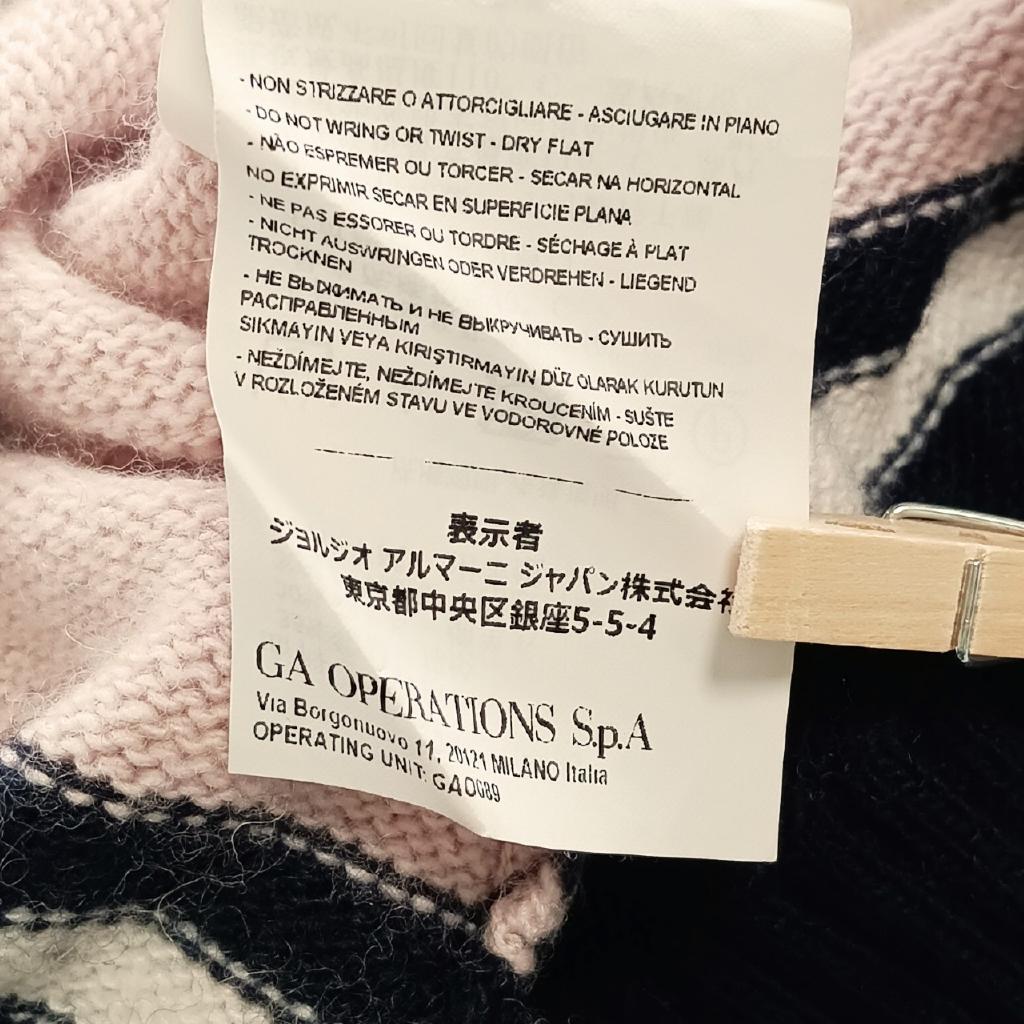 - NON STRIZZARE O ATTORCIGLIARE - ASCIUGARE IN PIANO
- DO NOT WRING OR TWIST - DRY FLAT
- NÀO ESPREMER OU TORCER - SECAR NA HORIZONTAL
NO EXPRIMIR SECAR EN SUPERFICIE PLANA
- NE PAS ESSORER OU TORDRE - SÉCHAGE À PLAT
- NICHT AUSWRINGEN ODER VERDREHEN - LIEGEND
TROCKNEN
- НЕ ВЫЖИМАТЬ И НЕ ВЫКРУЧИВАТЬ - СУШИТЬ
РАСПРАВЛЕННЫМ
SIKMAYIN VEYA KIRIŞTIRMAYIN DÜZ OLARAK KURUTUN
- NEŽDÍMEJTE, NEŽDÍMEJTE KROUCENÍM - SUŠTE
V ROZLOŽENÉM STAVU VE VODOROVNÉ POLOZE
表示者
ジョルジオ アルマーニ ジャパン株式会社
東京都中央区銀座5-5-4
GA OPERATIONS S.p.A
Via Borgonuovo 11, 20121 MILANO Italia
OPERATING UNIT: GA0089